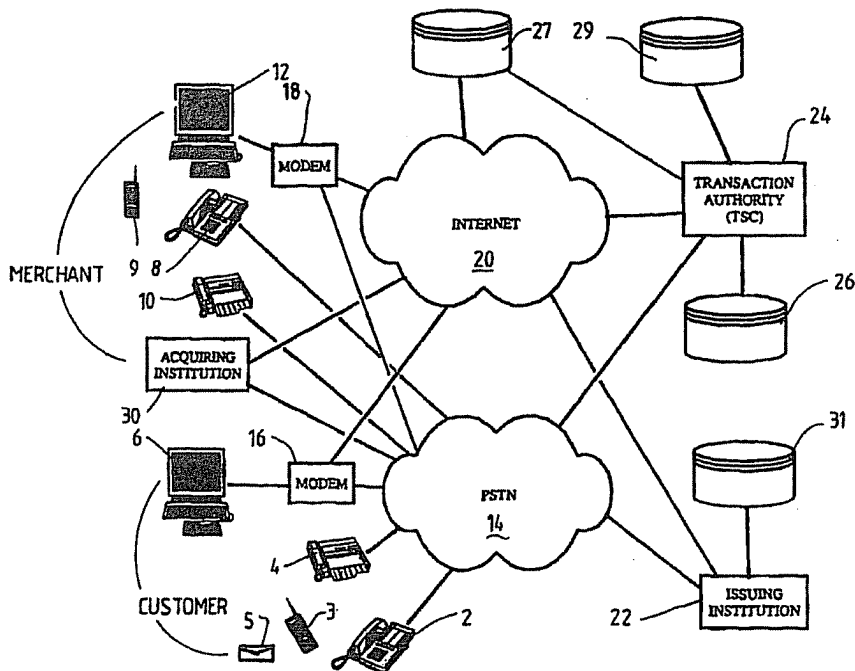 27
29
12
18
24
MODEM
TRANSACTION
AUTHORITY
(TSC)
INTERNET
20
MERCHANT
9
8
10
26
ACQUIRING
INSTITUTION
30
6
16
31
MODEM
PSTN
14
4
CUSTOMER
5
3
2
22
ISSUING
INSTITUTION